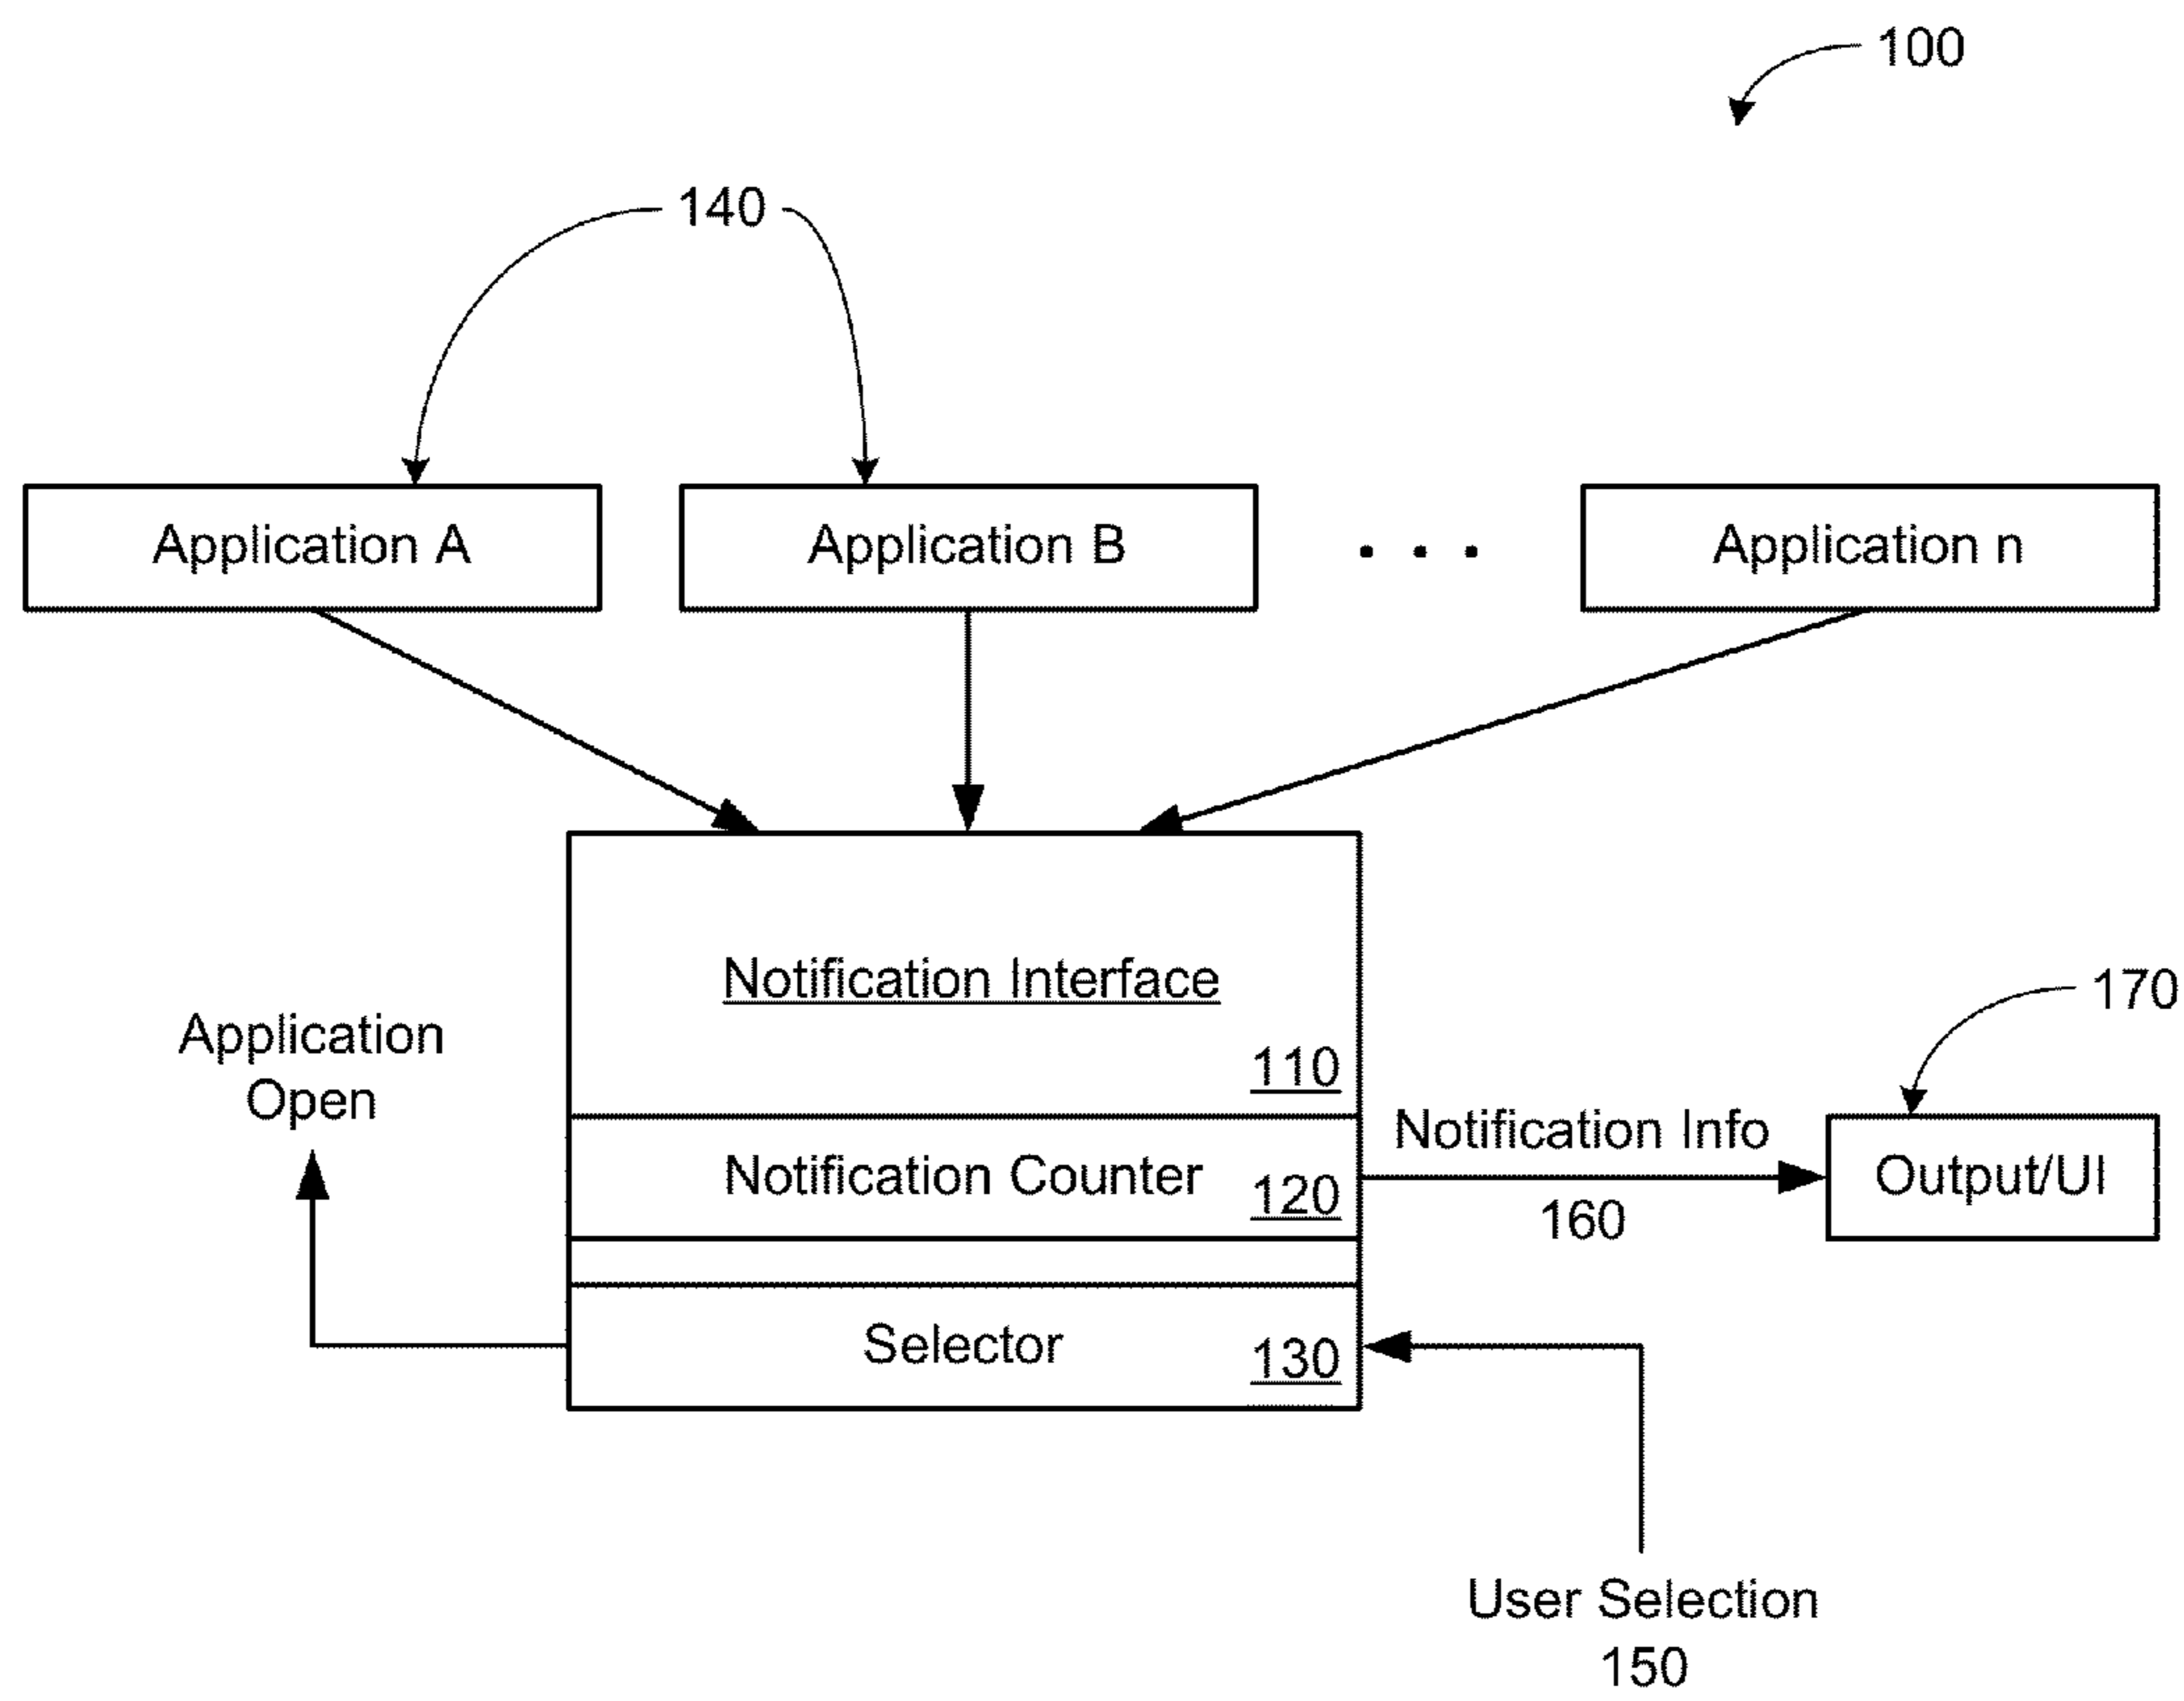 100
140
Application A
Application B
. . .
Application n
Notification Interface
110
Application
Open
170
Notification Info
Notification Counter
120
160
Output/UI
Selector
130
User Selection
150